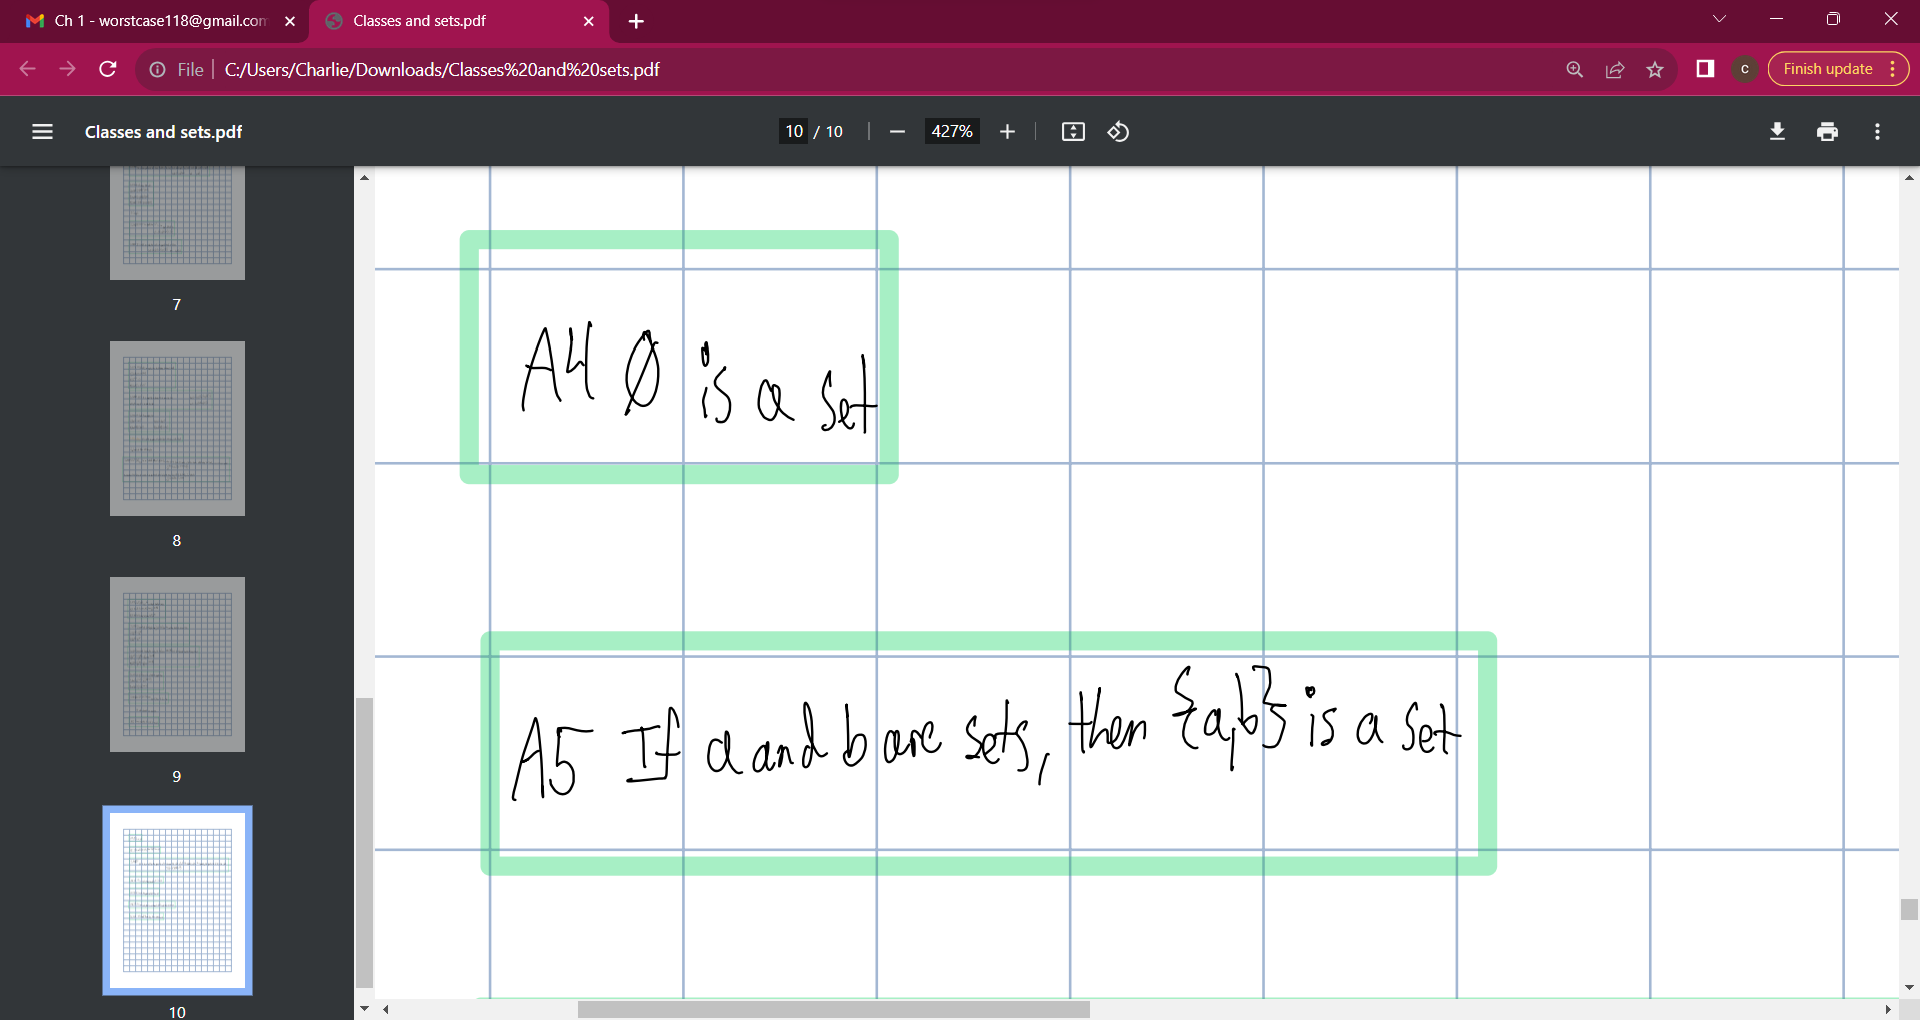 Ch 1 - worstcase118@gmail.com
Classes and sets.pdf
File
C:/Users/Charlie/Downloads/Classes%20and%20sets.pdf
C
Finish update
Classes and sets.pdf
10 / 10
427%
7
8
9
10
A4 Ø is a set
A5 If a and b are sets, then {a,b} is a set